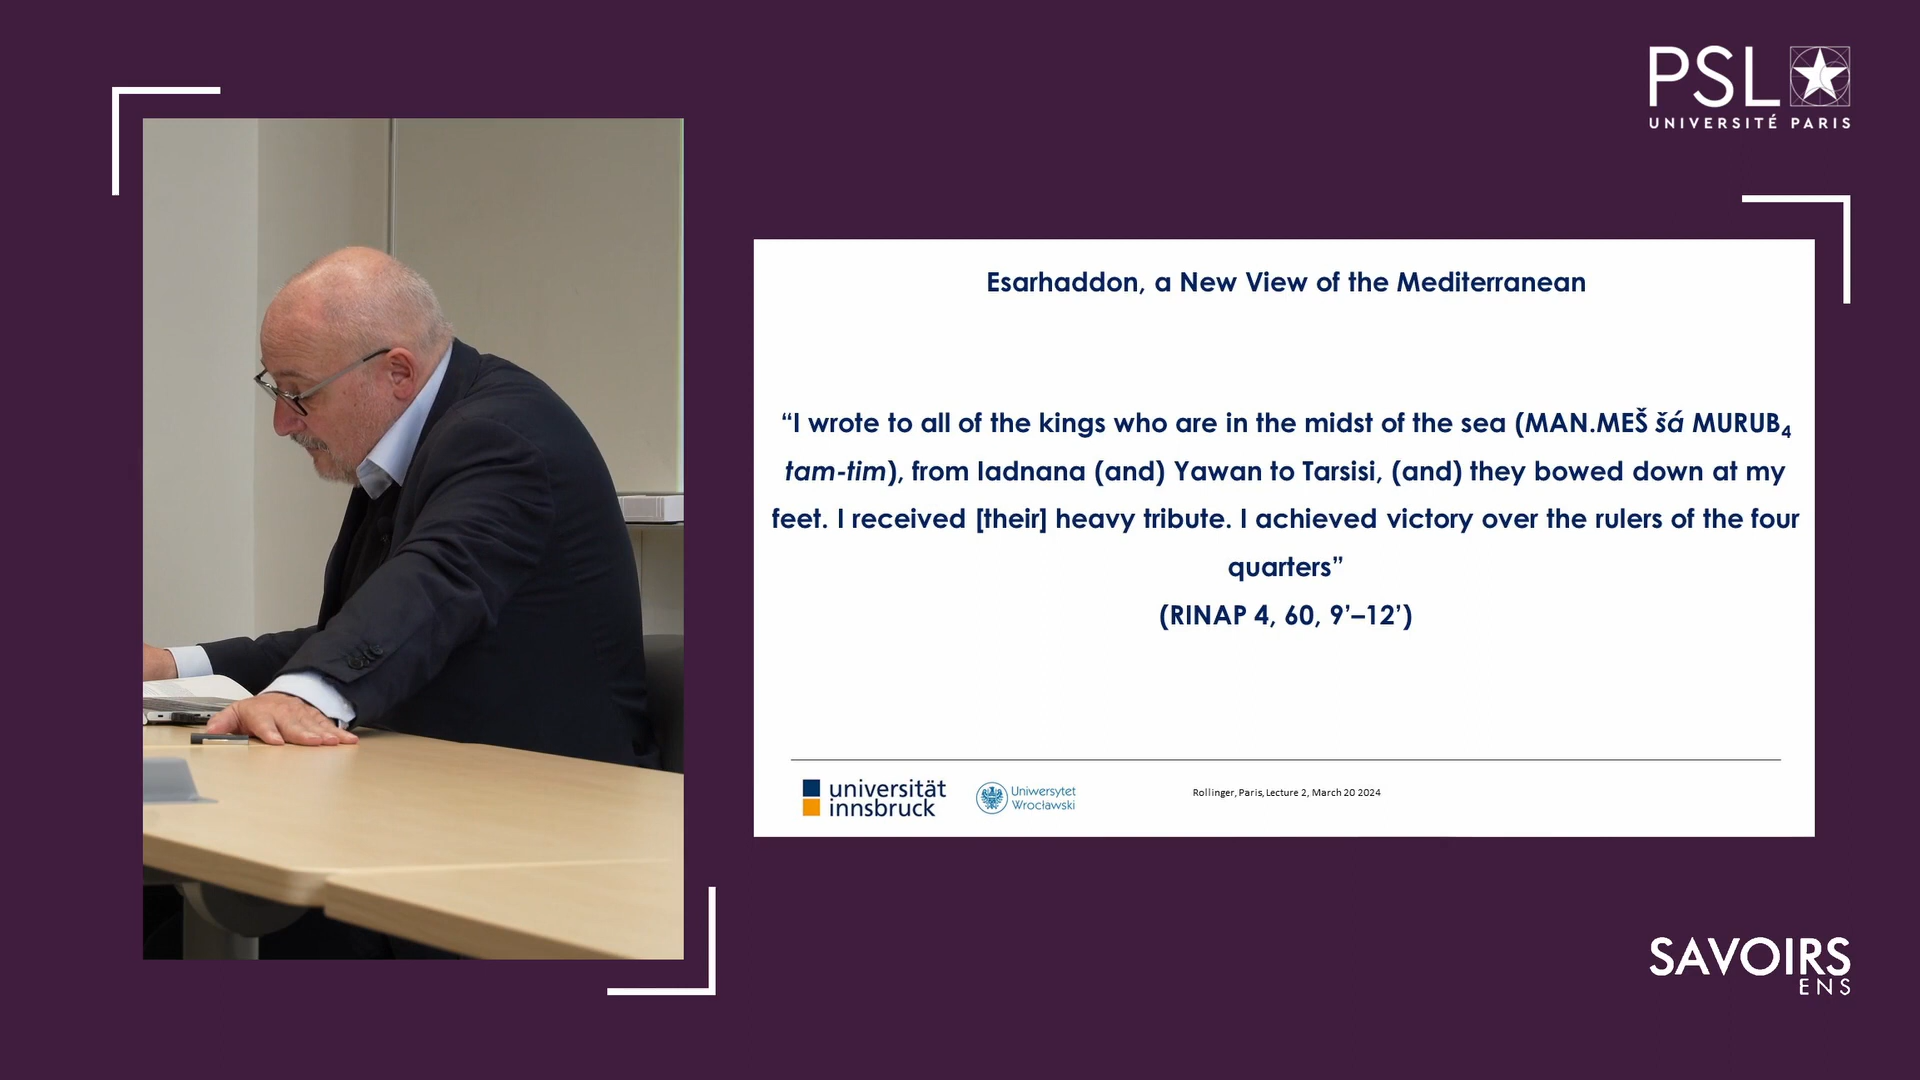 PSL
UNIVERSITÉ PARIS
Esarhaddon, a New View of the Mediterranean
“I wrote to all of the kings who are in the midst of the sea (MAN.MEŠ šá MURUB₄
tam-tim), from Iadnana (and) Yawan to Tarsisi, (and) they bowed down at my
feet. I received [their] heavy tribute. I achieved victory over the rulers of the four
quarters”
(RINAP 4, 60, 9’–12’)
universität
innsbruck
Uniwersytet
Wrocławski
Rollinger, Paris, Lecture 2, March 20 2024
SAVOIRS
ENS